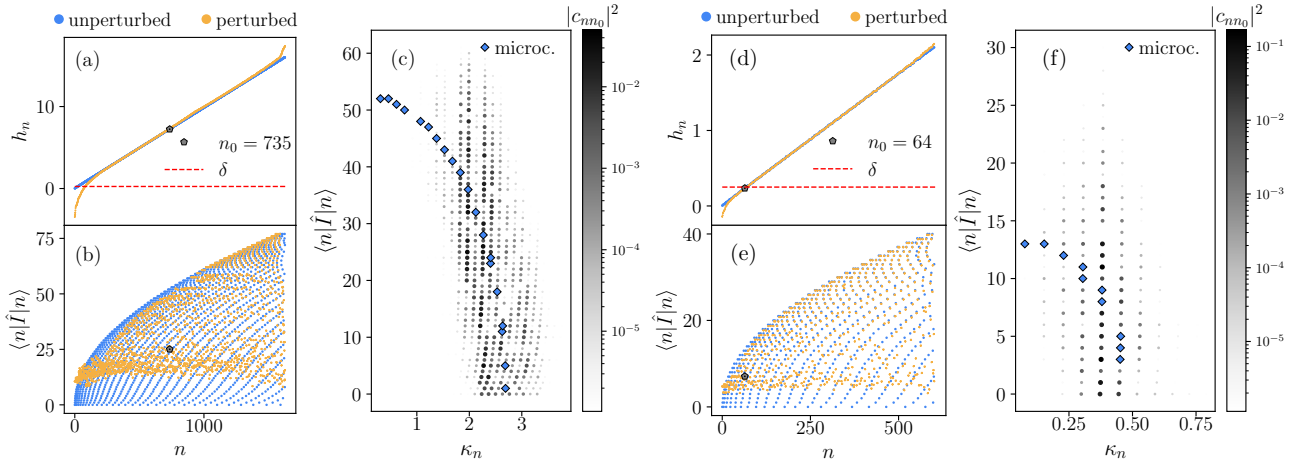 unperturbed perturbed
(a)
h_n
10
0
n_0 = 735
δ
(b)
⟨n|Î|n⟩
75
50
25
0
0 1000
n
(c)
microc.
⟨n|Î|n⟩
60
50
40
30
20
10
0
1 2 3
κ_n
|c_{nn_0}|^2
10^{-2}
10^{-3}
10^{-4}
10^{-5}
unperturbed perturbed
(d)
h_n
2
1
0
n_0 = 64
δ
(e)
⟨n|Î|n⟩
40
20
0
0 250 500
n
(f)
microc.
⟨n|Î|n⟩
30
25
20
15
10
5
0
0.25 0.50 0.75
κ_n
|c_{nn_0}|^2
10^{-1}
10^{-2}
10^{-3}
10^{-4}
10^{-5}